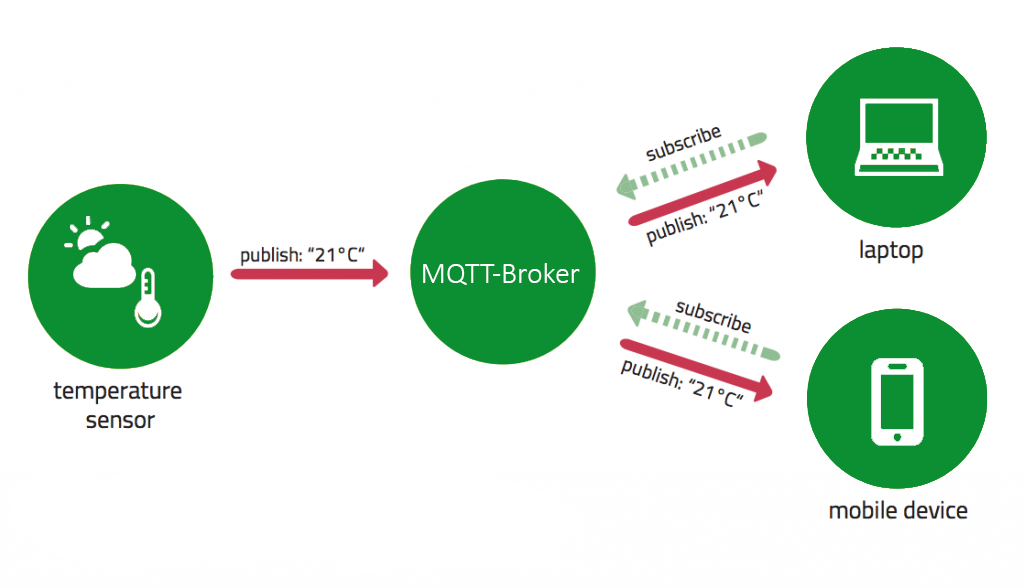 subscribe
publish: “21°C“
laptop
publish: “21°C“
MQTT-Broker
temperature
sensor
subscribe
publish: “21°C“
mobile device